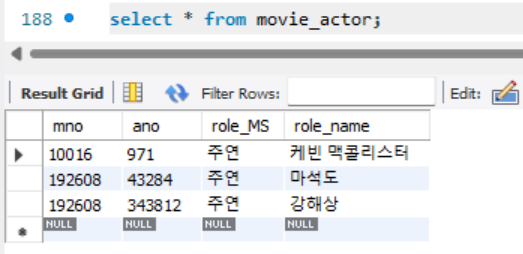 188 select * from movie_actor;
Result Grid Filter Rows: Edit:
mno ano role_MS role_name
10016 971 주연 케빈 맥콜리스터
192608 43284 주연 마석도
192608 343812 주연 강해상
NULL NULL NULL NULL